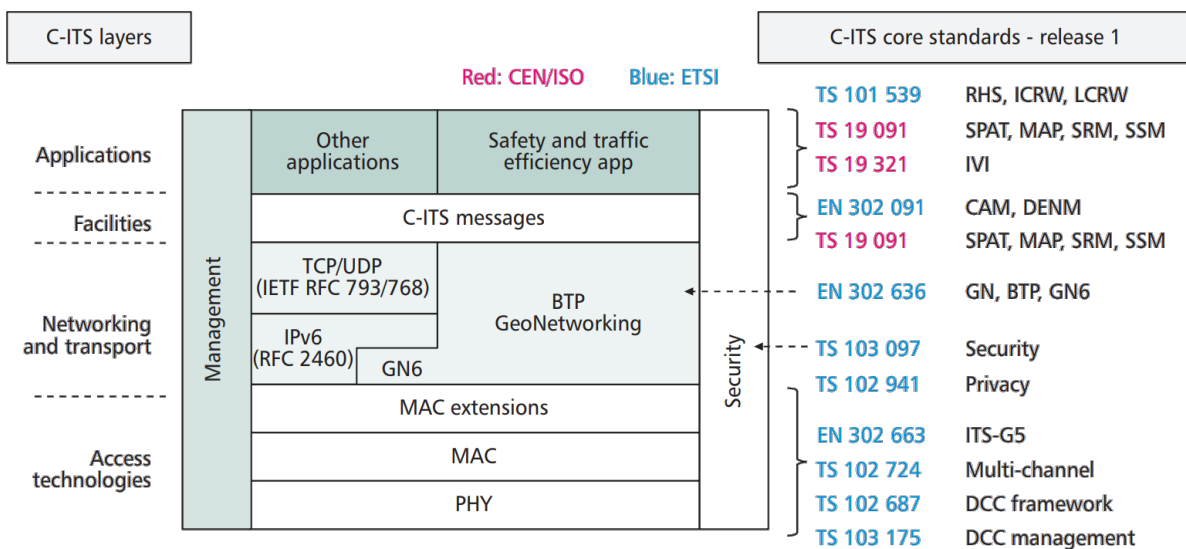 C-ITS layers
C-ITS core standards - release 1
Red: CEN/ISO
Blue: ETSI
Applications
Facilities
Networking
and transport
Access
technologies
Management
Other
applications
Safety and traffic
efficiency app
C-ITS messages
TCP/UDP
(IETF RFC 793/768)
BTP
GeoNetworking
IPv6
(RFC 2460)
GN6
MAC extensions
MAC
PHY
Security
TS 101 539 RHS, ICRW, LCRW
TS 19 091 SPAT, MAP, SRM, SSM
TS 19 321 IVI
EN 302 091 CAM, DENM
TS 19 091 SPAT, MAP, SRM, SSM
EN 302 636 GN, BTP, GN6
TS 103 097 Security
TS 102 941 Privacy
EN 302 663 ITS-G5
TS 102 724 Multi-channel
TS 102 687 DCC framework
TS 103 175 DCC management